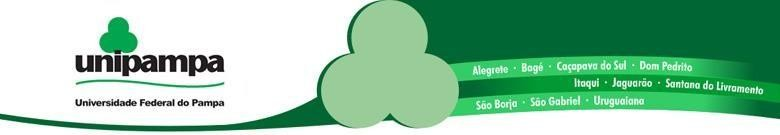 unipampa
Universidade Federal do Pampa
Alegrete · Bagé · Caçapava do Sul · Dom Pedrito
Itaqui · Jaguarão · Santana do Livramento
São Borja · São Gabriel · Uruguaiana